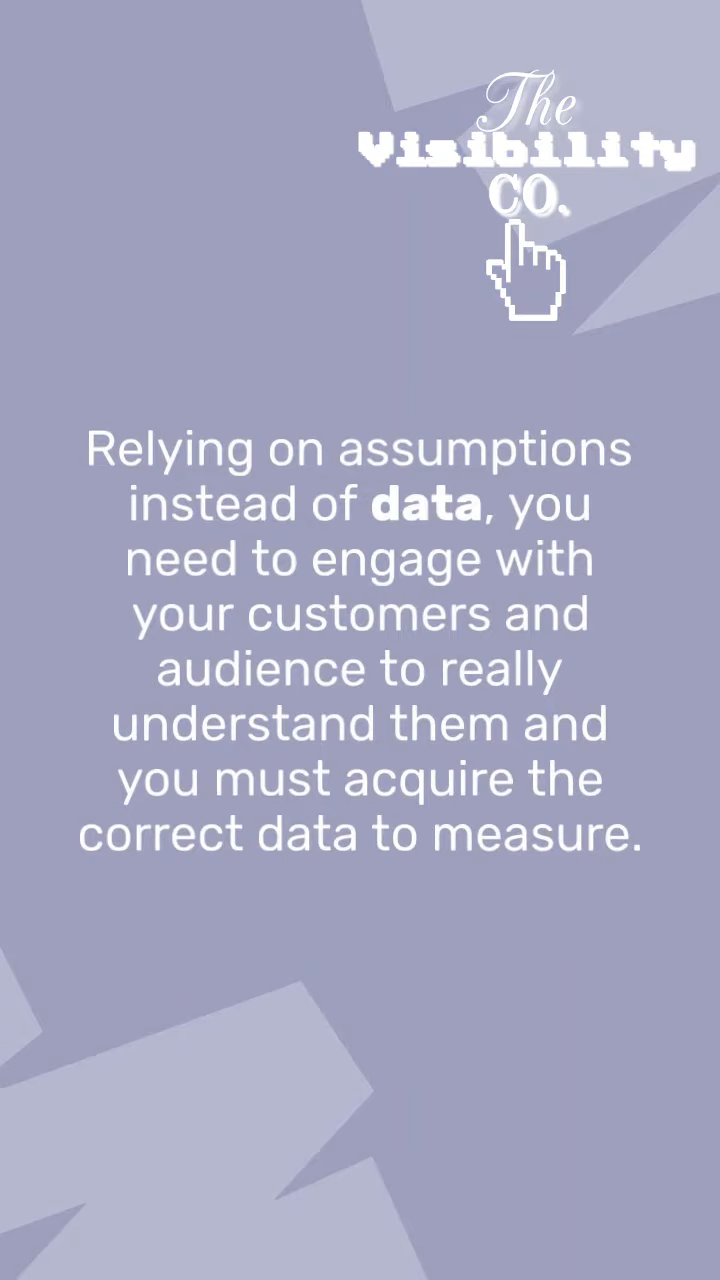 The
Visibility
CO.
Relying on assumptions
instead of data, you
need to engage with
your customers and
audience to really
understand them and
you must acquire the
correct data to measure.